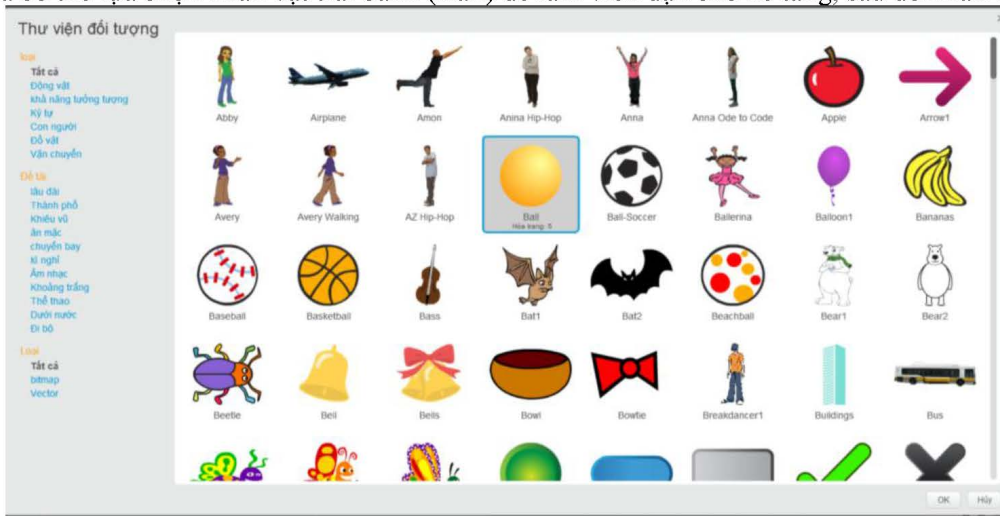 Thư viện đối tượng
loại
Tất cả
Động vật
khả năng tưởng tượng
Ký tự
Con người
Đồ vật
Vận chuyển
Đề tài
lâu đài
Thành phố
Khiêu vũ
ăn mặc
chuyến bay
kì nghỉ
Âm nhạc
Khoảng trắng
Thể thao
Dưới nước
Đi bộ
Loại
Tất cả
bitmap
Vector
Abby Airplane Amon Anina Hip-Hop Anna Anna Ode to Code Apple Arrow1
Avery Avery Walking AZ Hip-Hop Ball Ball-Soccer Ballerina Balloon1 Bananas
Hóa trang: 5
Baseball Basketball Bass Bat1 Bat2 Beachball Bear1 Bear2
Beetle Bell Bells Bowl Bowtie Breakdancer1 Buildings Bus
OK Hủy